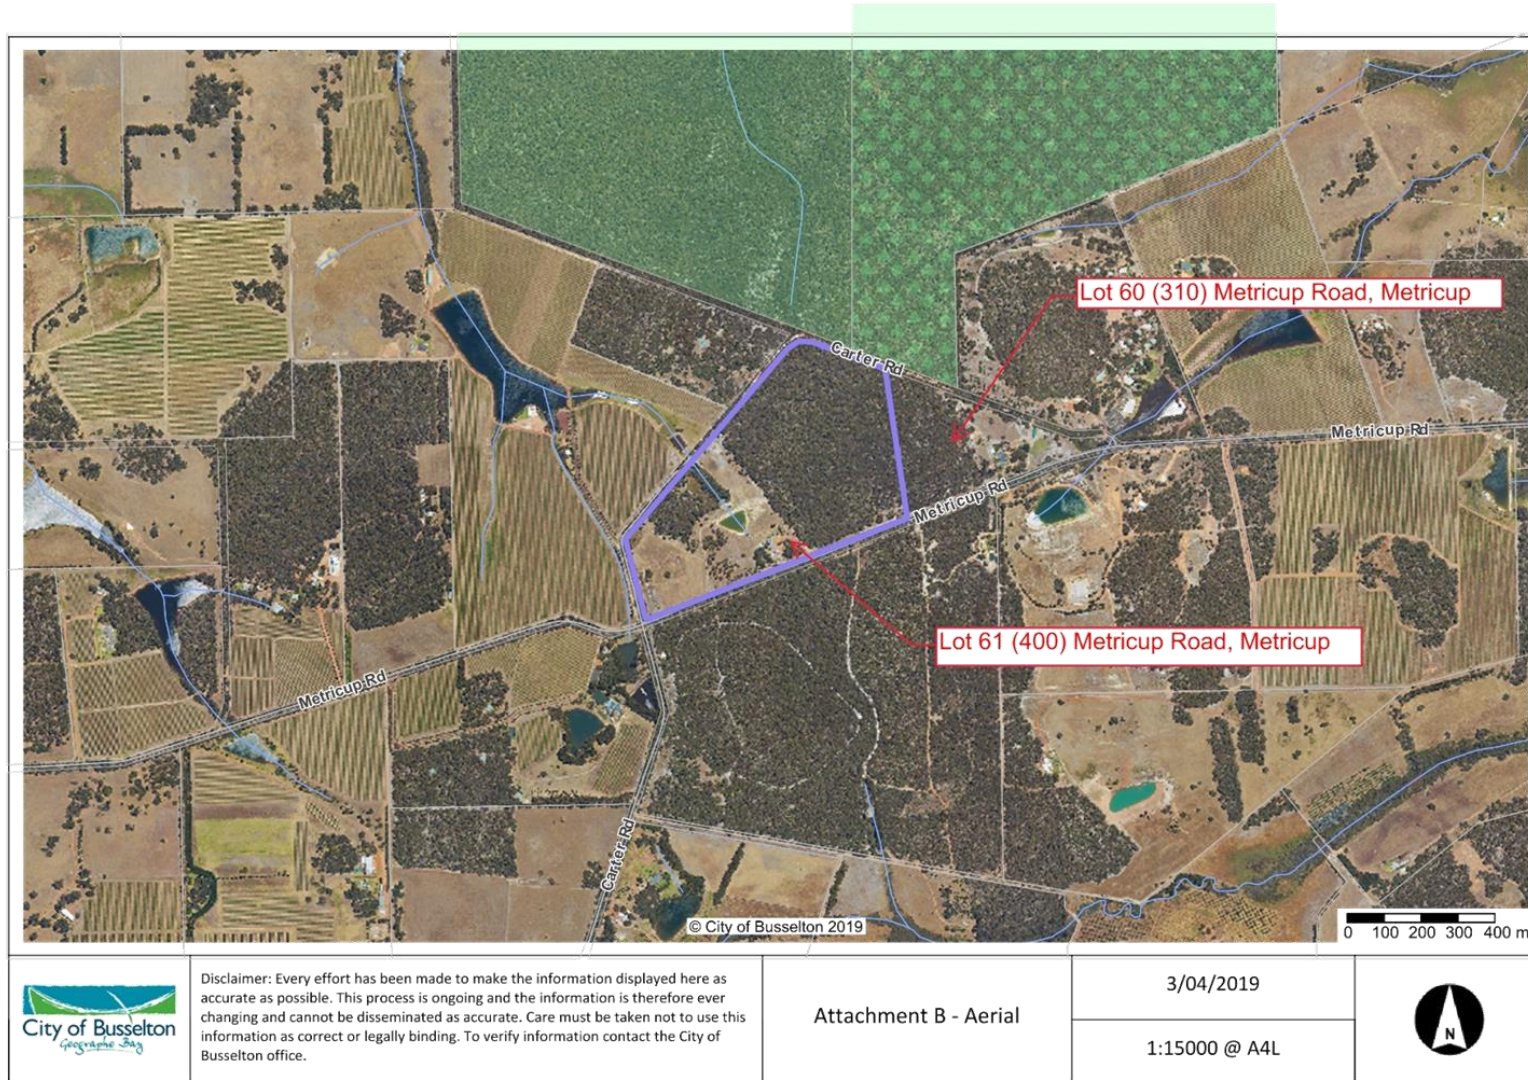 Carter Rd
Lot 60 (310) Metricup Road, Metricup
Metricup Rd
Metricup Rd
Lot 61 (400) Metricup Road, Metricup
Metricup Rd
Carter Rd
© City of Busselton 2019
0 100 200 300 400 m
City of Busselton
Geographe Bay
Disclaimer: Every effort has been made to make the information displayed here as
accurate as possible. This process is ongoing and the information is therefore ever
changing and cannot be disseminated as accurate. Care must be taken not to use this
information as correct or legally binding. To verify information contact the City of
Busselton office.
Attachment B - Aerial
3/04/2019
1:15000 @ A4L
N